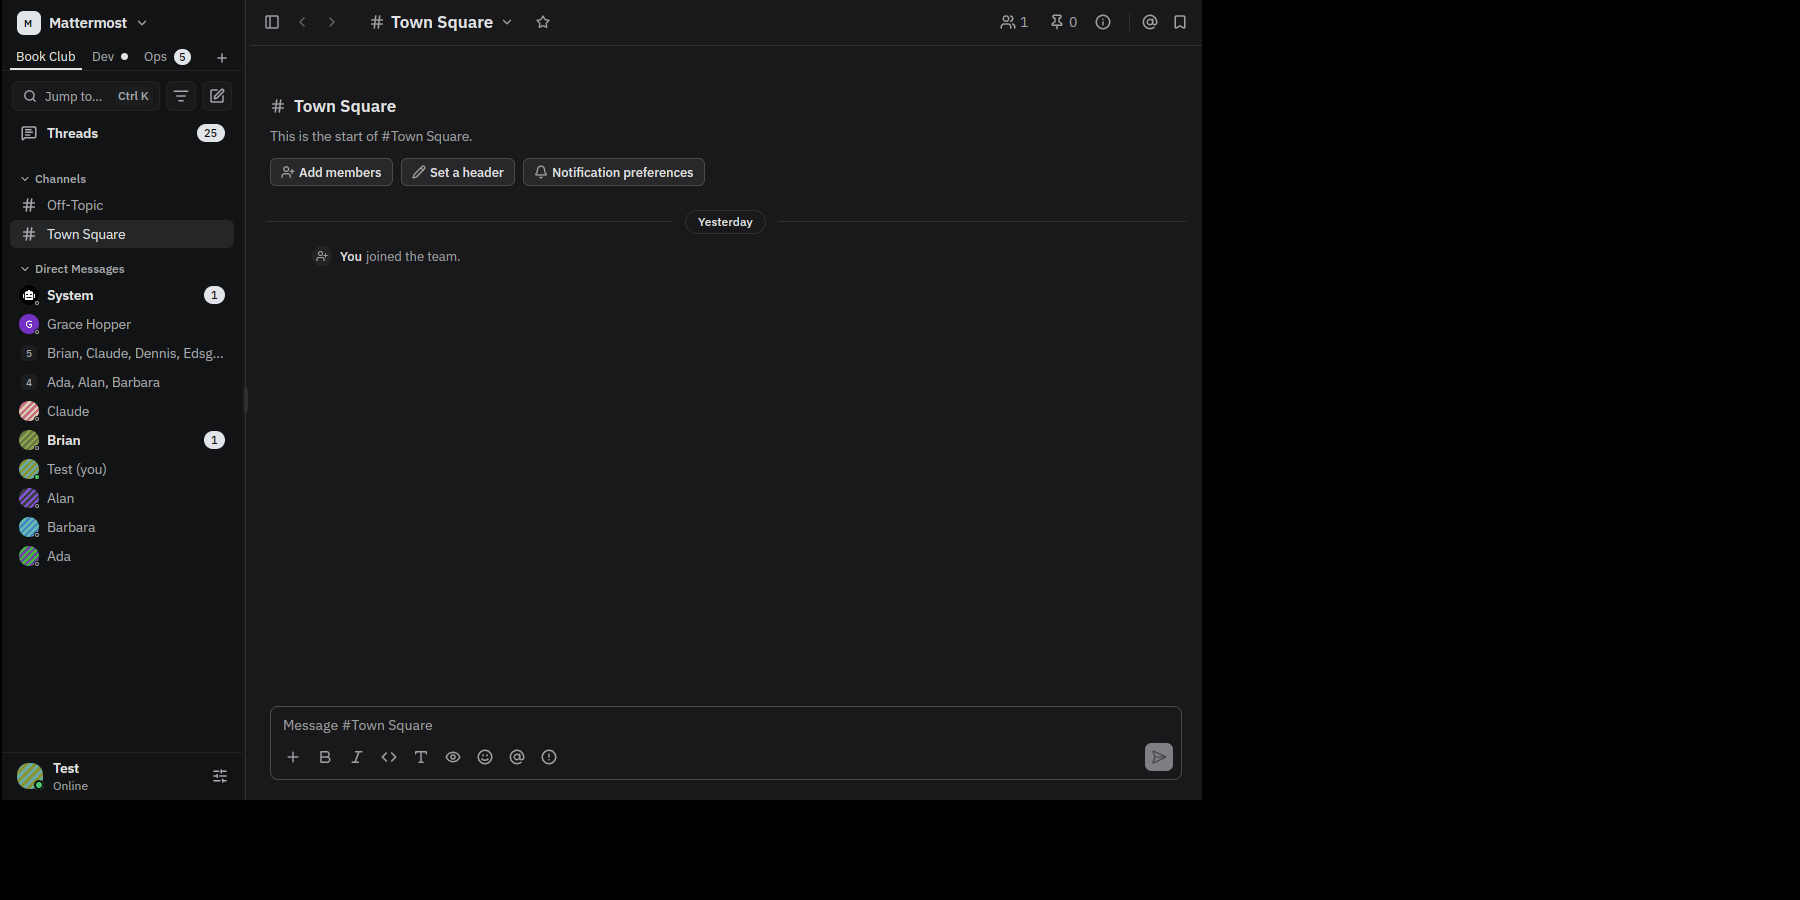 M Mattermost
Book Club Dev Ops 5
Jump to... Ctrl K
Threads 25
Channels
Off-Topic
Town Square
Direct Messages
System 1
G Grace Hopper
5 Brian, Claude, Dennis, Edsg...
4 Ada, Alan, Barbara
Claude
Brian 1
Test (you)
Alan
Barbara
Ada
Test
Online
# Town Square
1 0
# Town Square
This is the start of #Town Square.
Add members Set a header Notification preferences
Yesterday
You joined the team.
Message #Town Square